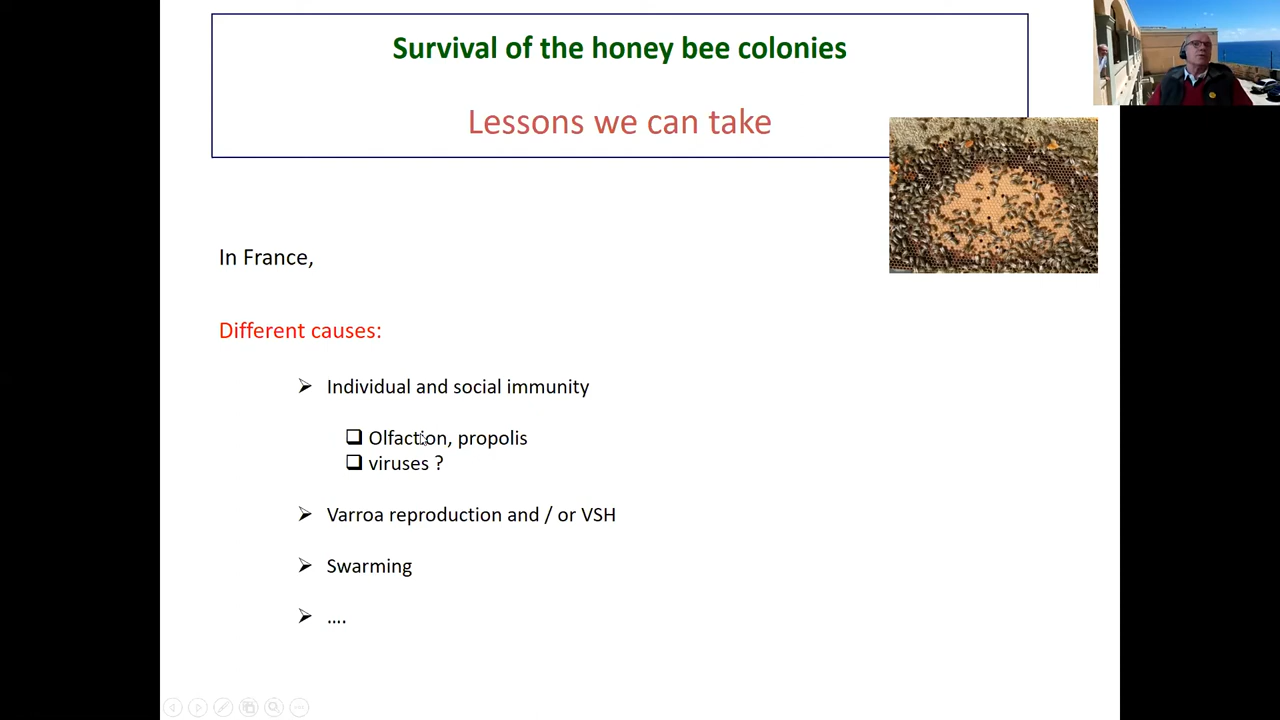 Survival of the honey bee colonies
Lessons we can take
In France,
Different causes:
Individual and social immunity
Olfaction, propolis
viruses ?
Varroa reproduction and / or VSH
Swarming
....